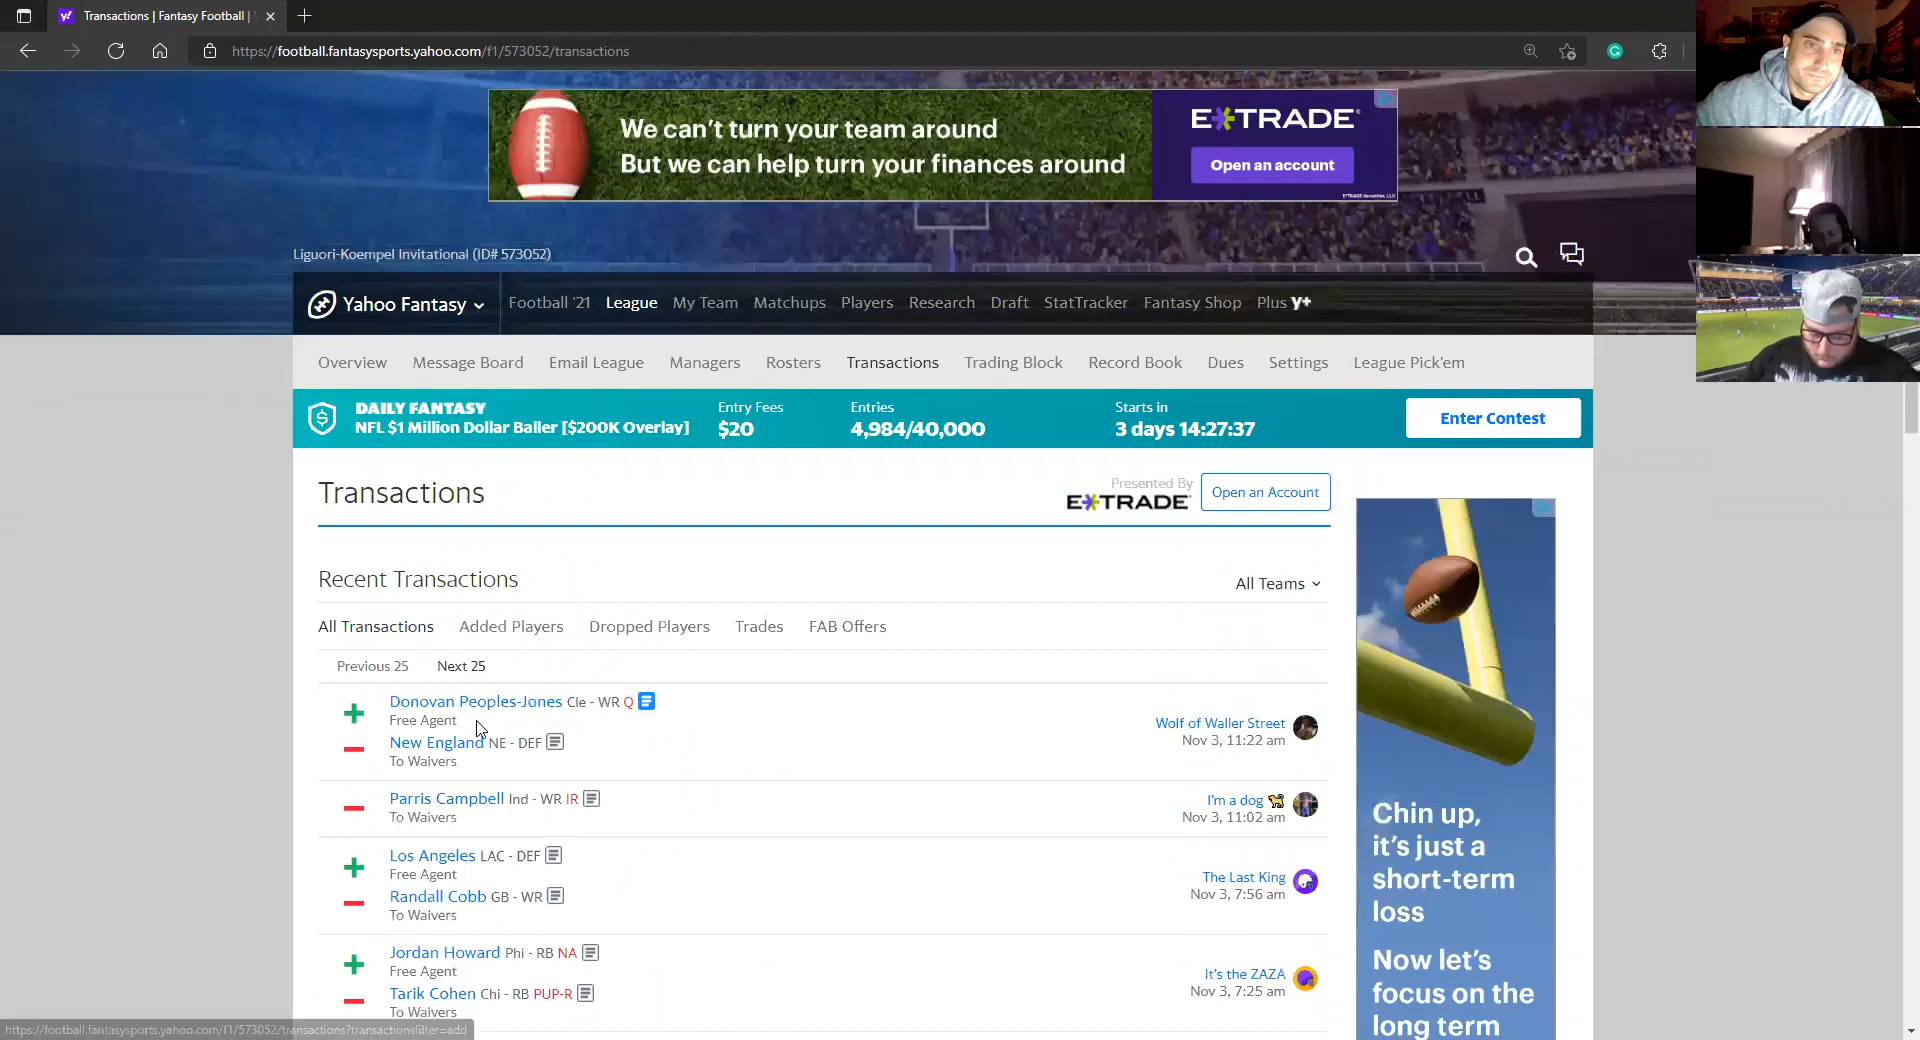 Transactions | Fantasy Football |
https://football.fantasysports.yahoo.com/f1/573052/transactions
We can't turn your team around
But we can help turn your finances around
E*TRADE
Open an account
Liguori-Koempel Invitational (ID# 573052)
Yahoo Fantasy Football '21 League My Team Matchups Players Research Draft StatTracker Fantasy Shop Plus y+
Overview Message Board Email League Managers Rosters Transactions Trading Block Record Book Dues Settings League Pick'em
DAILY FANTASY
NFL $1 Million Dollar Baller [$200K Overlay]
Entry Fees
$20
Entries
4,984/40,000
Starts in
3 days 14:27:37
Enter Contest
Transactions
Presented By
E*TRADE
Open an Account
Recent Transactions
All Teams
All Transactions Added Players Dropped Players Trades FAB Offers
Previous 25 Next 25
Donovan Peoples-Jones Cle - WR Q
Free Agent
New England NE - DEF
To Waivers
Wolf of Waller Street
Nov 3, 11:22 am
Parris Campbell Ind - WR IR
To Waivers
I'm a dog 🐕
Nov 3, 11:02 am
Los Angeles LAC - DEF
Free Agent
Randall Cobb GB - WR
To Waivers
The Last King
Nov 3, 7:56 am
Jordan Howard Phi - RB NA
Free Agent
Tarik Cohen Chi - RB PUP-R
To Waivers
It's the ZAZA
Nov 3, 7:25 am
Chin up,
it's just a
short-term
loss
Now let's
focus on the
long term
https://football.fantasysports.yahoo.com/f1/573052/transactions?transactionsfilter=add